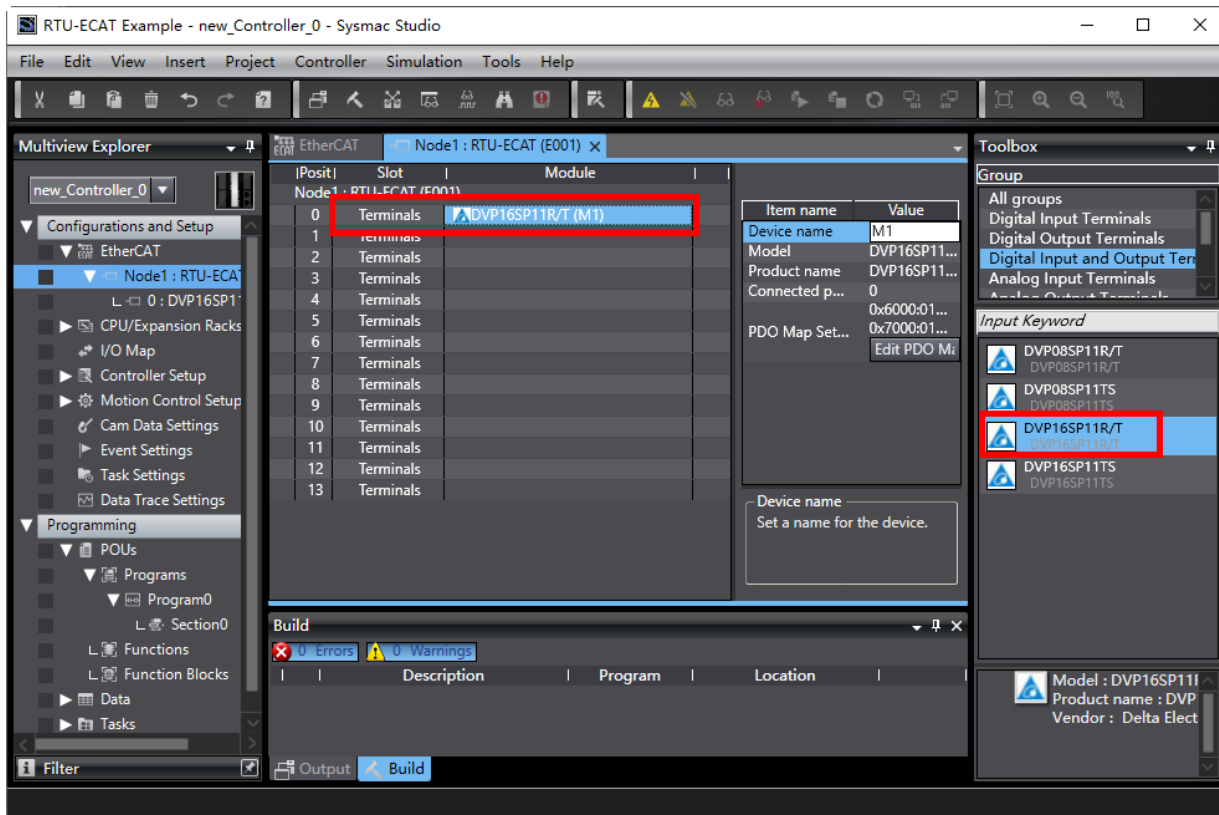 RTU-ECAT Example - new_Controller_0 - Sysmac Studio
File Edit View Insert Project Controller Simulation Tools Help
Multiview Explorer
new_Controller_0
Configurations and Setup
EtherCAT
Node1 : RTU-ECAT
0 : DVP16SP1
CPU/Expansion Racks
I/O Map
Controller Setup
Motion Control Setup
Cam Data Settings
Event Settings
Task Settings
Data Trace Settings
Programming
POUs
Programs
Program0
Section0
Functions
Function Blocks
Data
Tasks
Filter
EtherCAT
Node1 : RTU-ECAT (E001)
Posit Slot Module
Node1 : RTU-ECAT (E001)
0 Terminals DVP16SP11R/T (M1)
1 Terminals
2 Terminals
3 Terminals
4 Terminals
5 Terminals
6 Terminals
7 Terminals
8 Terminals
9 Terminals
10 Terminals
11 Terminals
12 Terminals
13 Terminals
Item name Value
Device name M1
Model DVP16SP11...
Product name DVP16SP11...
Connected p... 0
PDO Map Set... 0x6000:01...
0x7000:01...
Edit PDO Ma
Device name
Set a name for the device.
Build
0 Errors 0 Warnings
Description Program Location
Output Build
Toolbox
Group
All groups
Digital Input Terminals
Digital Output Terminals
Digital Input and Output Terr
Analog Input Terminals
Analog Output Terminals
Input Keyword
DVP08SP11R/T
DVP08SP11R/T
DVP08SP11TS
DVP08SP11TS
DVP16SP11R/T
DVP16SP11R/T
DVP16SP11TS
DVP16SP11TS
Model : DVP16SP11
Product name : DVP
Vendor : Delta Elect